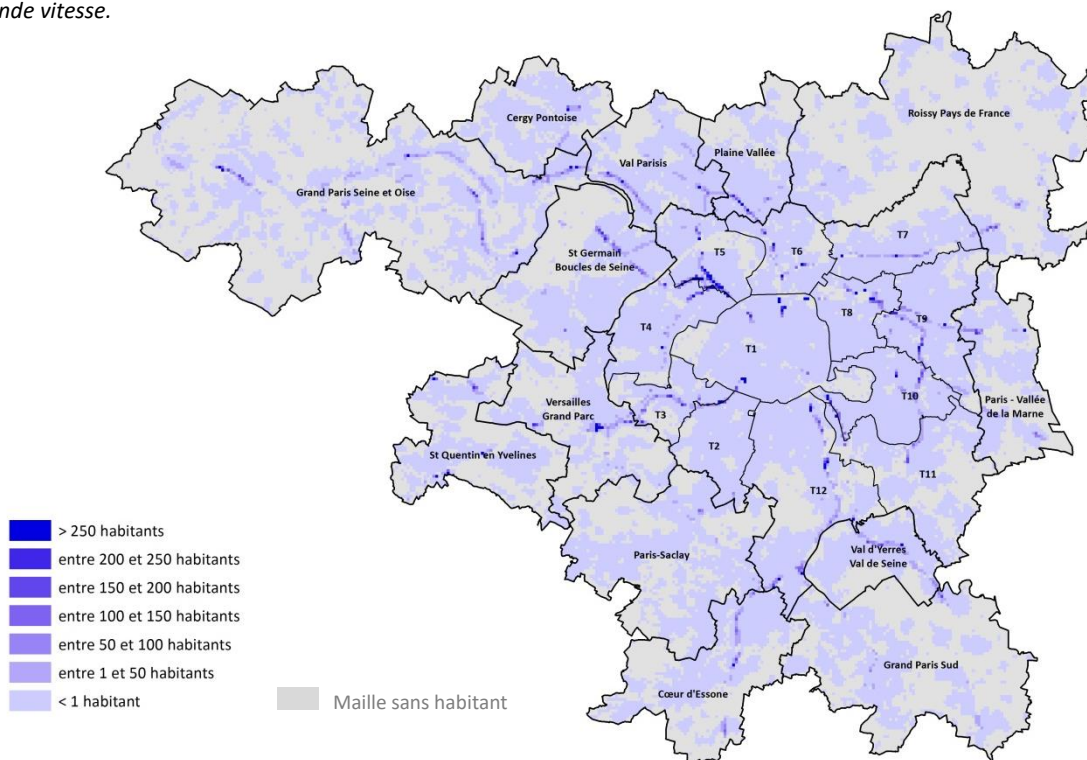 nde vitesse.
Cergy Pontoise
Roissy Pays de France
Val Parisis
Plaine Vallée
Grand Paris Seine et Oise
St Germain
Boucles de Seine
T5
T6
T7
T4
T1
T8
T9
Versailles
Grand Parc
T3
T10
Paris - Vallée
de la Marne
St Quentin en Yvelines
T2
T12
T11
Paris-Saclay
Val d'Yerres
Val de Seine
Grand Paris Sud
Cœur d'Essone
> 250 habitants
entre 200 et 250 habitants
entre 150 et 200 habitants
entre 100 et 150 habitants
entre 50 et 100 habitants
entre 1 et 50 habitants
< 1 habitant
Maille sans habitant